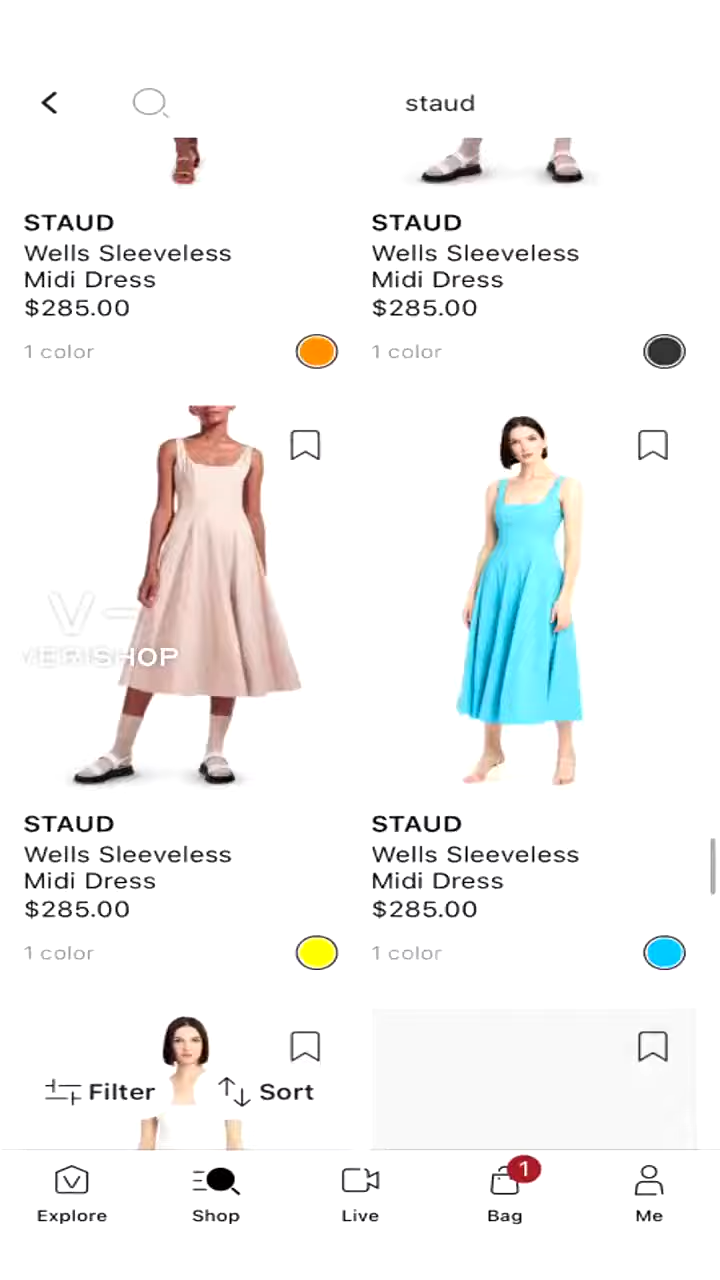 staud
STAUD
Wells Sleeveless
Midi Dress
$285.00
1 color
STAUD
Wells Sleeveless
Midi Dress
$285.00
1 color
V-
VERISHOP
STAUD
Wells Sleeveless
Midi Dress
$285.00
1 color
STAUD
Wells Sleeveless
Midi Dress
$285.00
1 color
Filter
Sort
1
Explore
Shop
Live
Bag
Me